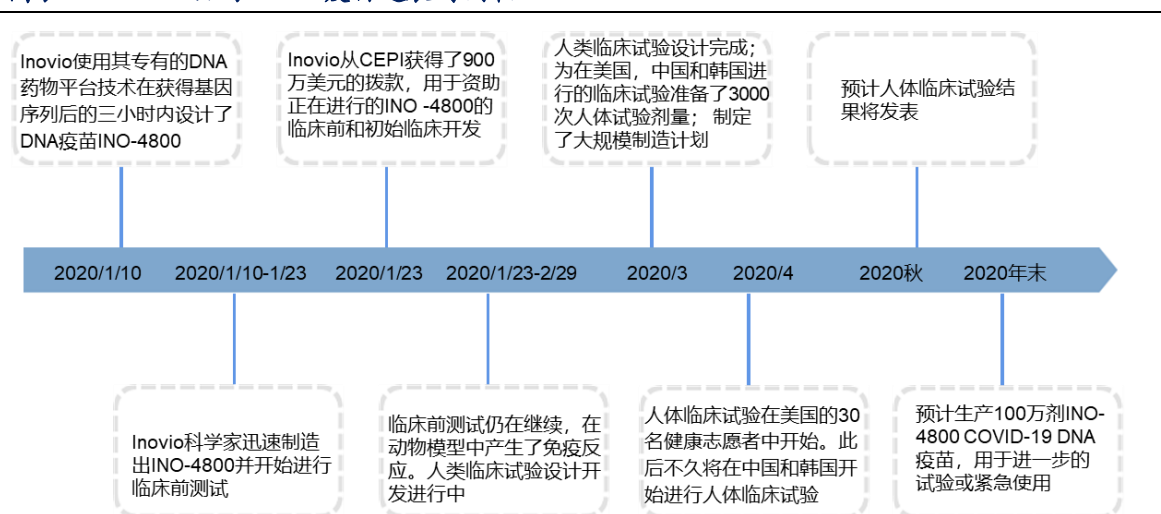 Inovio使用其专有的DNA
药物平台技术在获得基因
序列后的三小时内设计了
DNA疫苗INO-4800
Inovio从CEPI获得了900
万美元的拨款，用于资助
正在进行的INO -4800的
临床前和初始临床开发
人类临床试验设计完成；
为在美国，中国和韩国进
行的临床试验准备了3000
次人体试验剂量； 制定
了大规模制造计划
预计人体临床试验结
果将发表
2020/1/10
2020/1/10-1/23
2020/1/23
2020/1/23-2/29
2020/3
2020/4
2020秋
2020年末
Inovio科学家迅速制造
出INO-4800并开始进行
临床前测试
临床前测试仍在继续，在
动物模型中产生了免疫反
应。人类临床试验设计开
发进行中
人体临床试验在美国的30
名健康志愿者中开始。此
后不久将在中国和韩国开
始进行人体临床试验
预计生产100万剂INO-
4800 COVID-19 DNA
疫苗，用于进一步的
试验或紧急使用